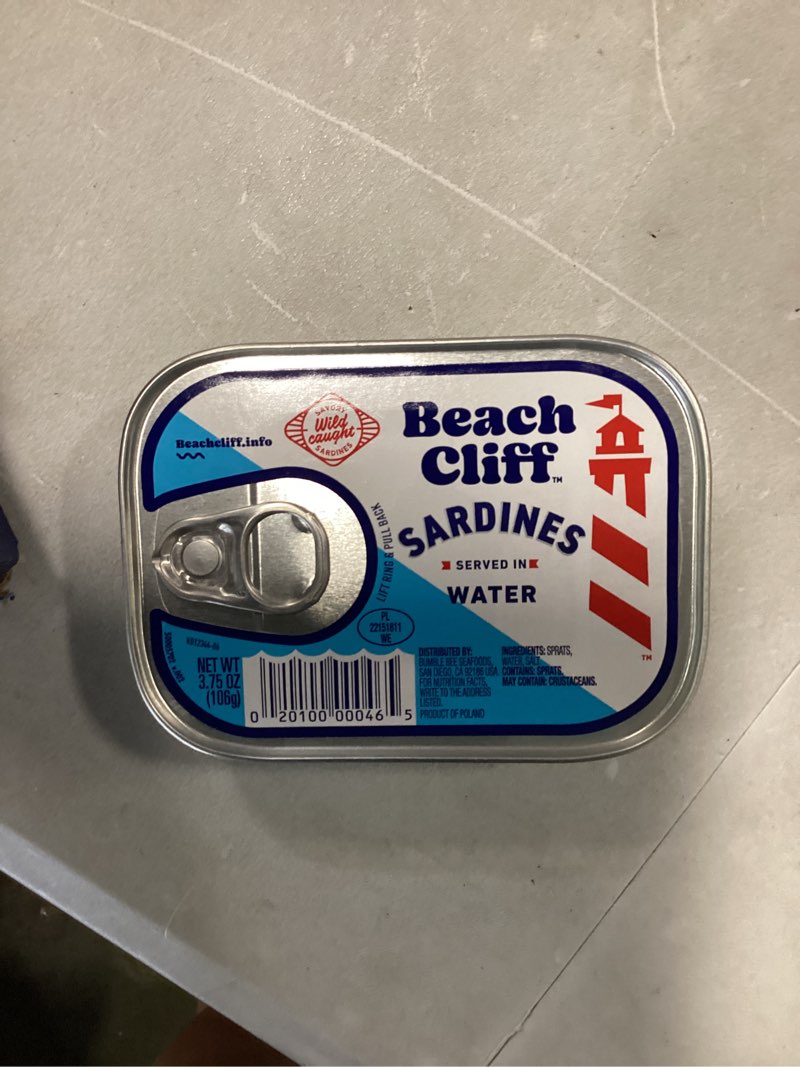 Beachcliff.info
SAVORY
Wild
caught
SARDINES
Beach
Cliff™
SARDINES
SERVED IN
WATER
LIFT RING & PULL BACK
PL
22151811
WE
NET WT
3.75 OZ
(106g)
0 20100 00046 5
DISTRIBUTED BY:
BUMBLE BEE SEAFOODS,
SAN DIEGO, CA 92186 USA.
FOR NUTRITION FACTS,
WRITE TO THE ADDRESS
LISTED.
PRODUCT OF POLAND
INGREDIENTS: SPRATS,
WATER, SALT.
CONTAINS: SPRATS.
MAY CONTAIN: CRUSTACEANS.
TM